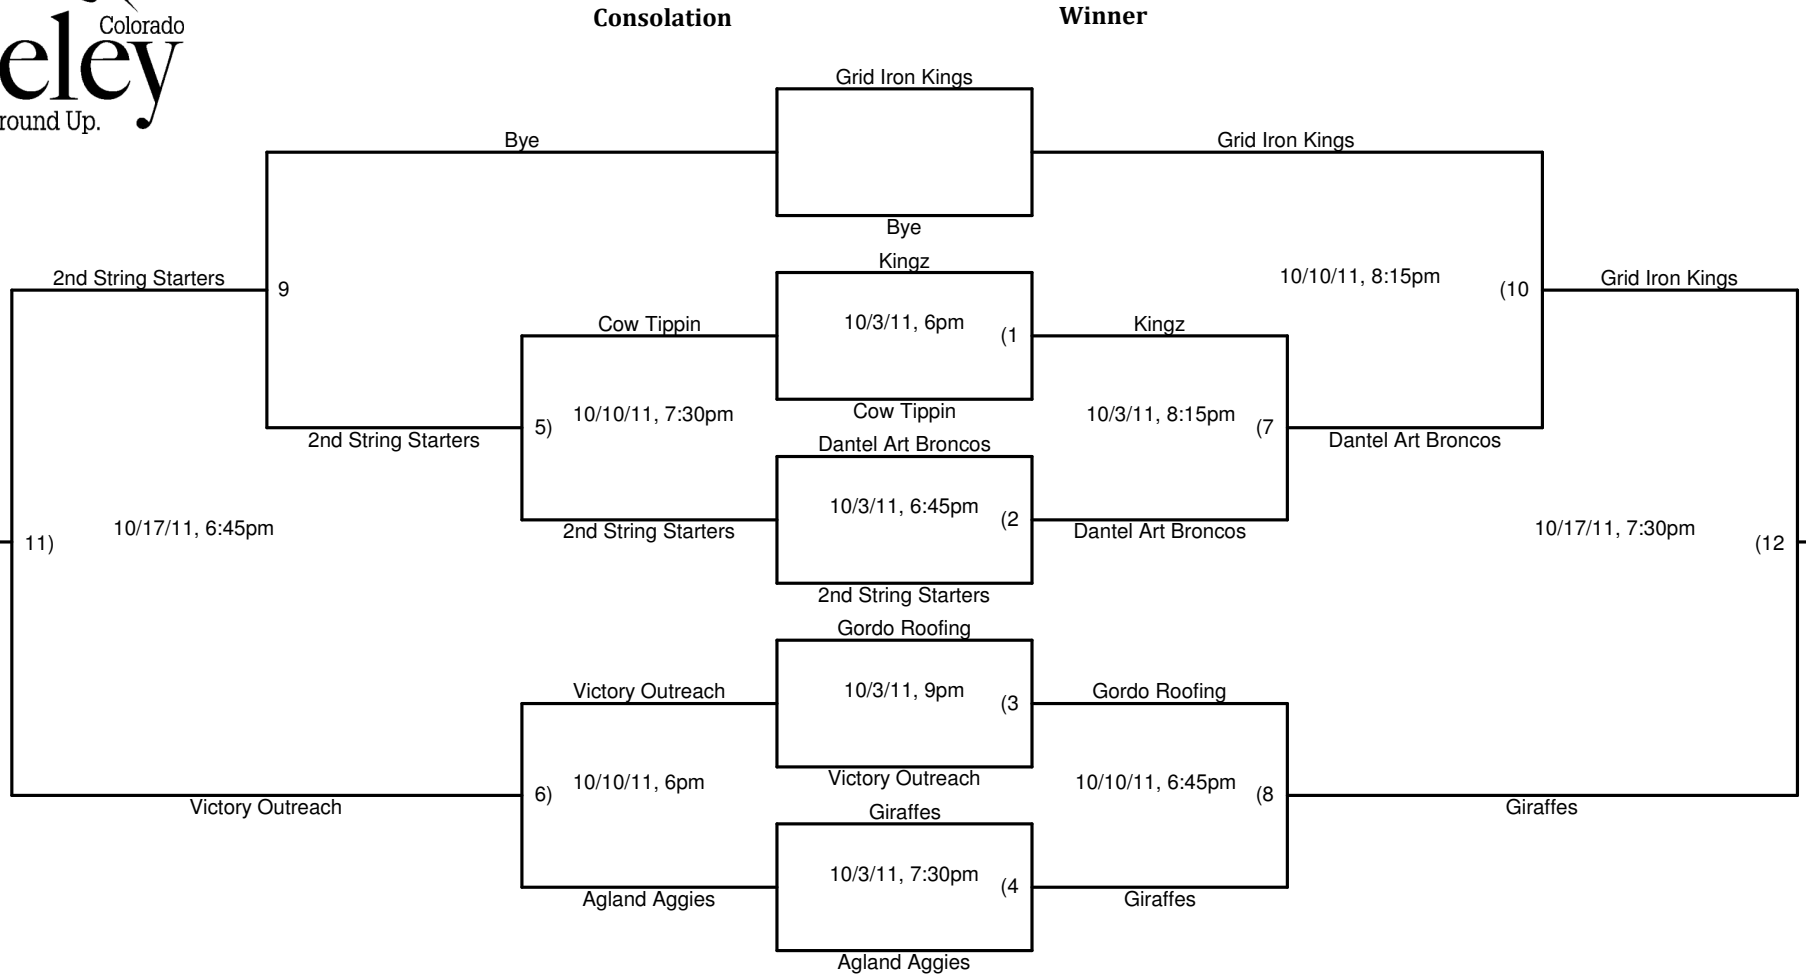 Colorado
eley
round Up.
Consolation Winner
Grid Iron Kings
Bye Grid Iron Kings
Bye
Kingz
2nd String Starters 10/10/11, 8:15pm Grid Iron Kings
9 (10
Cow Tippin 10/3/11, 6pm (1 Kingz
Cow Tippin
5) 10/10/11, 7:30pm 10/3/11, 8:15pm (7
2nd String Starters Dantel Art Broncos Dantel Art Broncos
10/3/11, 6:45pm (2
11) 10/17/11, 6:45pm 2nd String Starters Dantel Art Broncos 10/17/11, 7:30pm (12
2nd String Starters
Gordo Roofing
Victory Outreach 10/3/11, 9pm (3 Gordo Roofing
Victory Outreach
6) 10/10/11, 6pm 10/10/11, 6:45pm (8
Victory Outreach Giraffes Giraffes
10/3/11, 7:30pm (4
Agland Aggies Giraffes
Agland Aggies